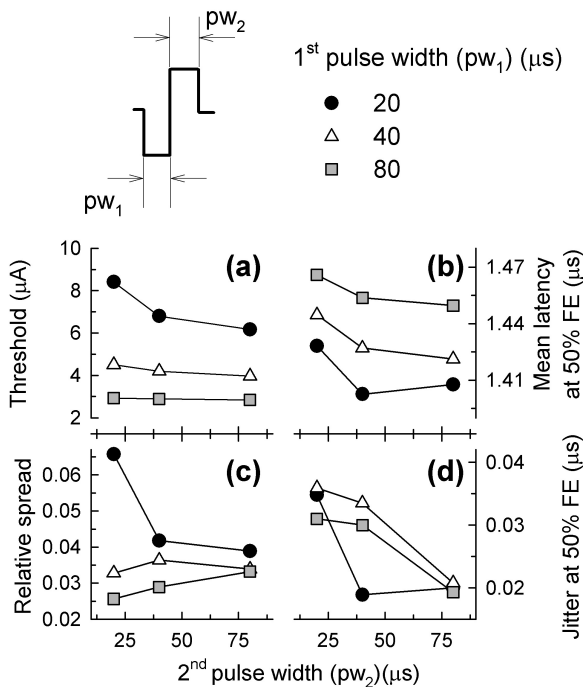 pw2
pw1
1st pulse width (pw1) (μs)
20
40
80
(a)
(b)
(c)
(d)
Threshold (μA)
10
8
6
4
2
Mean latency
at 50% FE (μs)
1.47
1.44
1.41
Relative spread
0.06
0.05
0.04
0.03
0.02
Jitter at 50% FE (μs)
0.04
0.03
0.02
25 50 75
25 50 75
2nd pulse width (pw2)(μs)